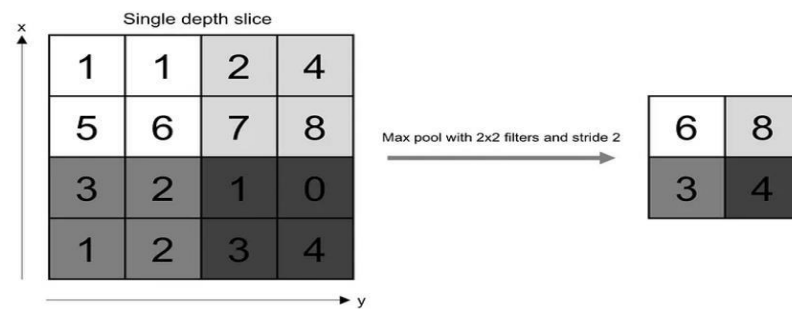 Single depth slice
x
1 1 2 4
5 6 7 8
3 2 1 0
1 2 3 4
y
Max pool with 2x2 filters and stride 2
6 8
3 4